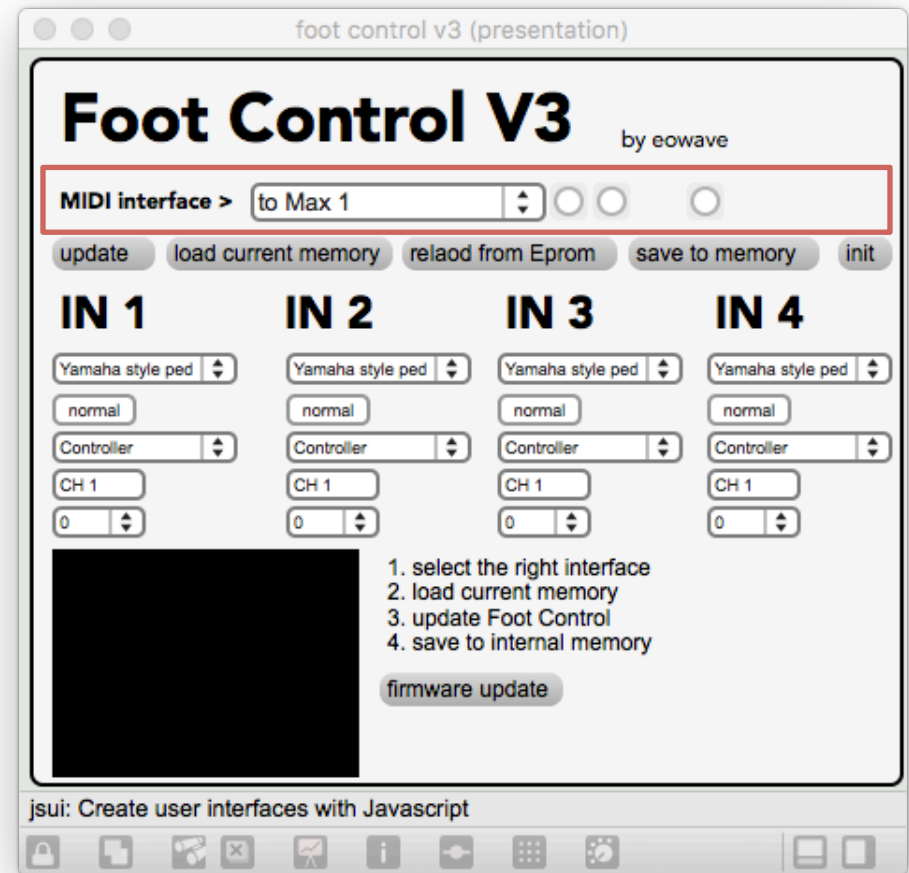 foot control v3 (presentation)
Foot Control V3 by eowave
MIDI interface > to Max 1
update load current memory relaod from Eprom save to memory init
IN 1 IN 2 IN 3 IN 4
Yamaha style ped Yamaha style ped Yamaha style ped Yamaha style ped
normal normal normal normal
Controller Controller Controller Controller
CH 1 CH 1 CH 1 CH 1
0 0 0 0
1. select the right interface
2. load current memory
3. update Foot Control
4. save to internal memory
firmware update
jsui: Create user interfaces with Javascript